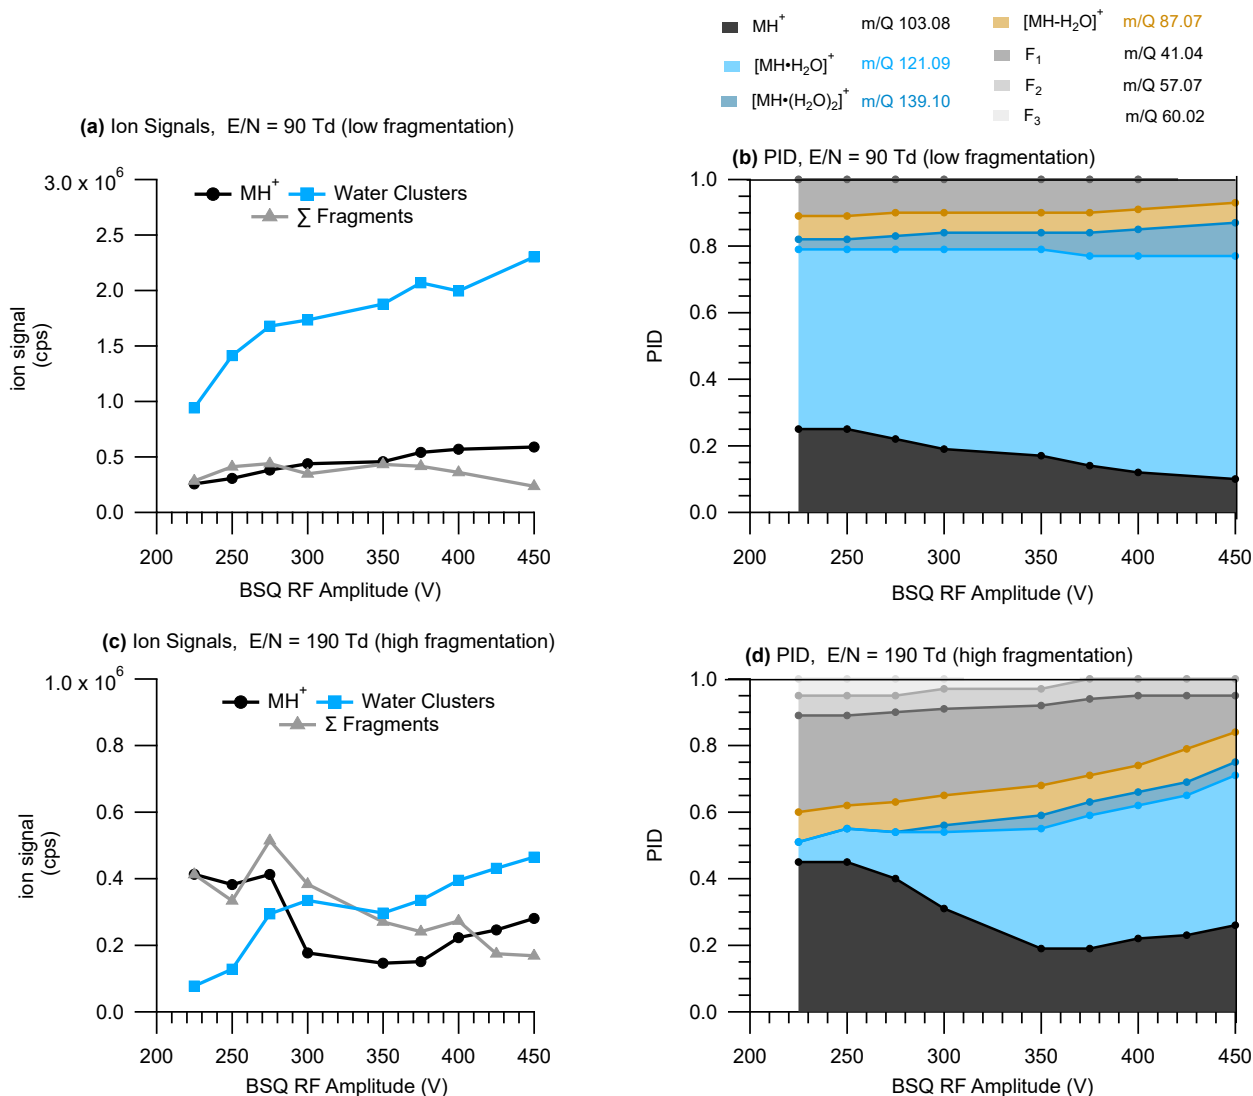 MH+ m/Q 103.08
[MH•H2O]+ m/Q 121.09
[MH•(H2O)2]+ m/Q 139.10
[MH-H2O]+ m/Q 87.07
F1 m/Q 41.04
F2 m/Q 57.07
F3 m/Q 60.02
(a) Ion Signals, E/N = 90 Td (low fragmentation)
3.0 x 10^6
2.5
2.0
1.5
1.0
0.5
0.0
ion signal
(cps)
MH+ Water Clusters
∑ Fragments
200 250 300 350 400 450
BSQ RF Amplitude (V)
(b) PID, E/N = 90 Td (low fragmentation)
1.0
0.8
0.6
0.4
0.2
0.0
PID
200 250 300 350 400 450
BSQ RF Amplitude (V)
(c) Ion Signals, E/N = 190 Td (high fragmentation)
1.0 x 10^6
0.8
0.6
0.4
0.2
0.0
ion signal
(cps)
MH+ Water Clusters
Σ Fragments
200 250 300 350 400 450
BSQ RF Amplitude (V)
(d) PID, E/N = 190 Td (high fragmentation)
1.0
0.8
0.6
0.4
0.2
0.0
PID
200 250 300 350 400 450
BSQ RF Amplitude (V)